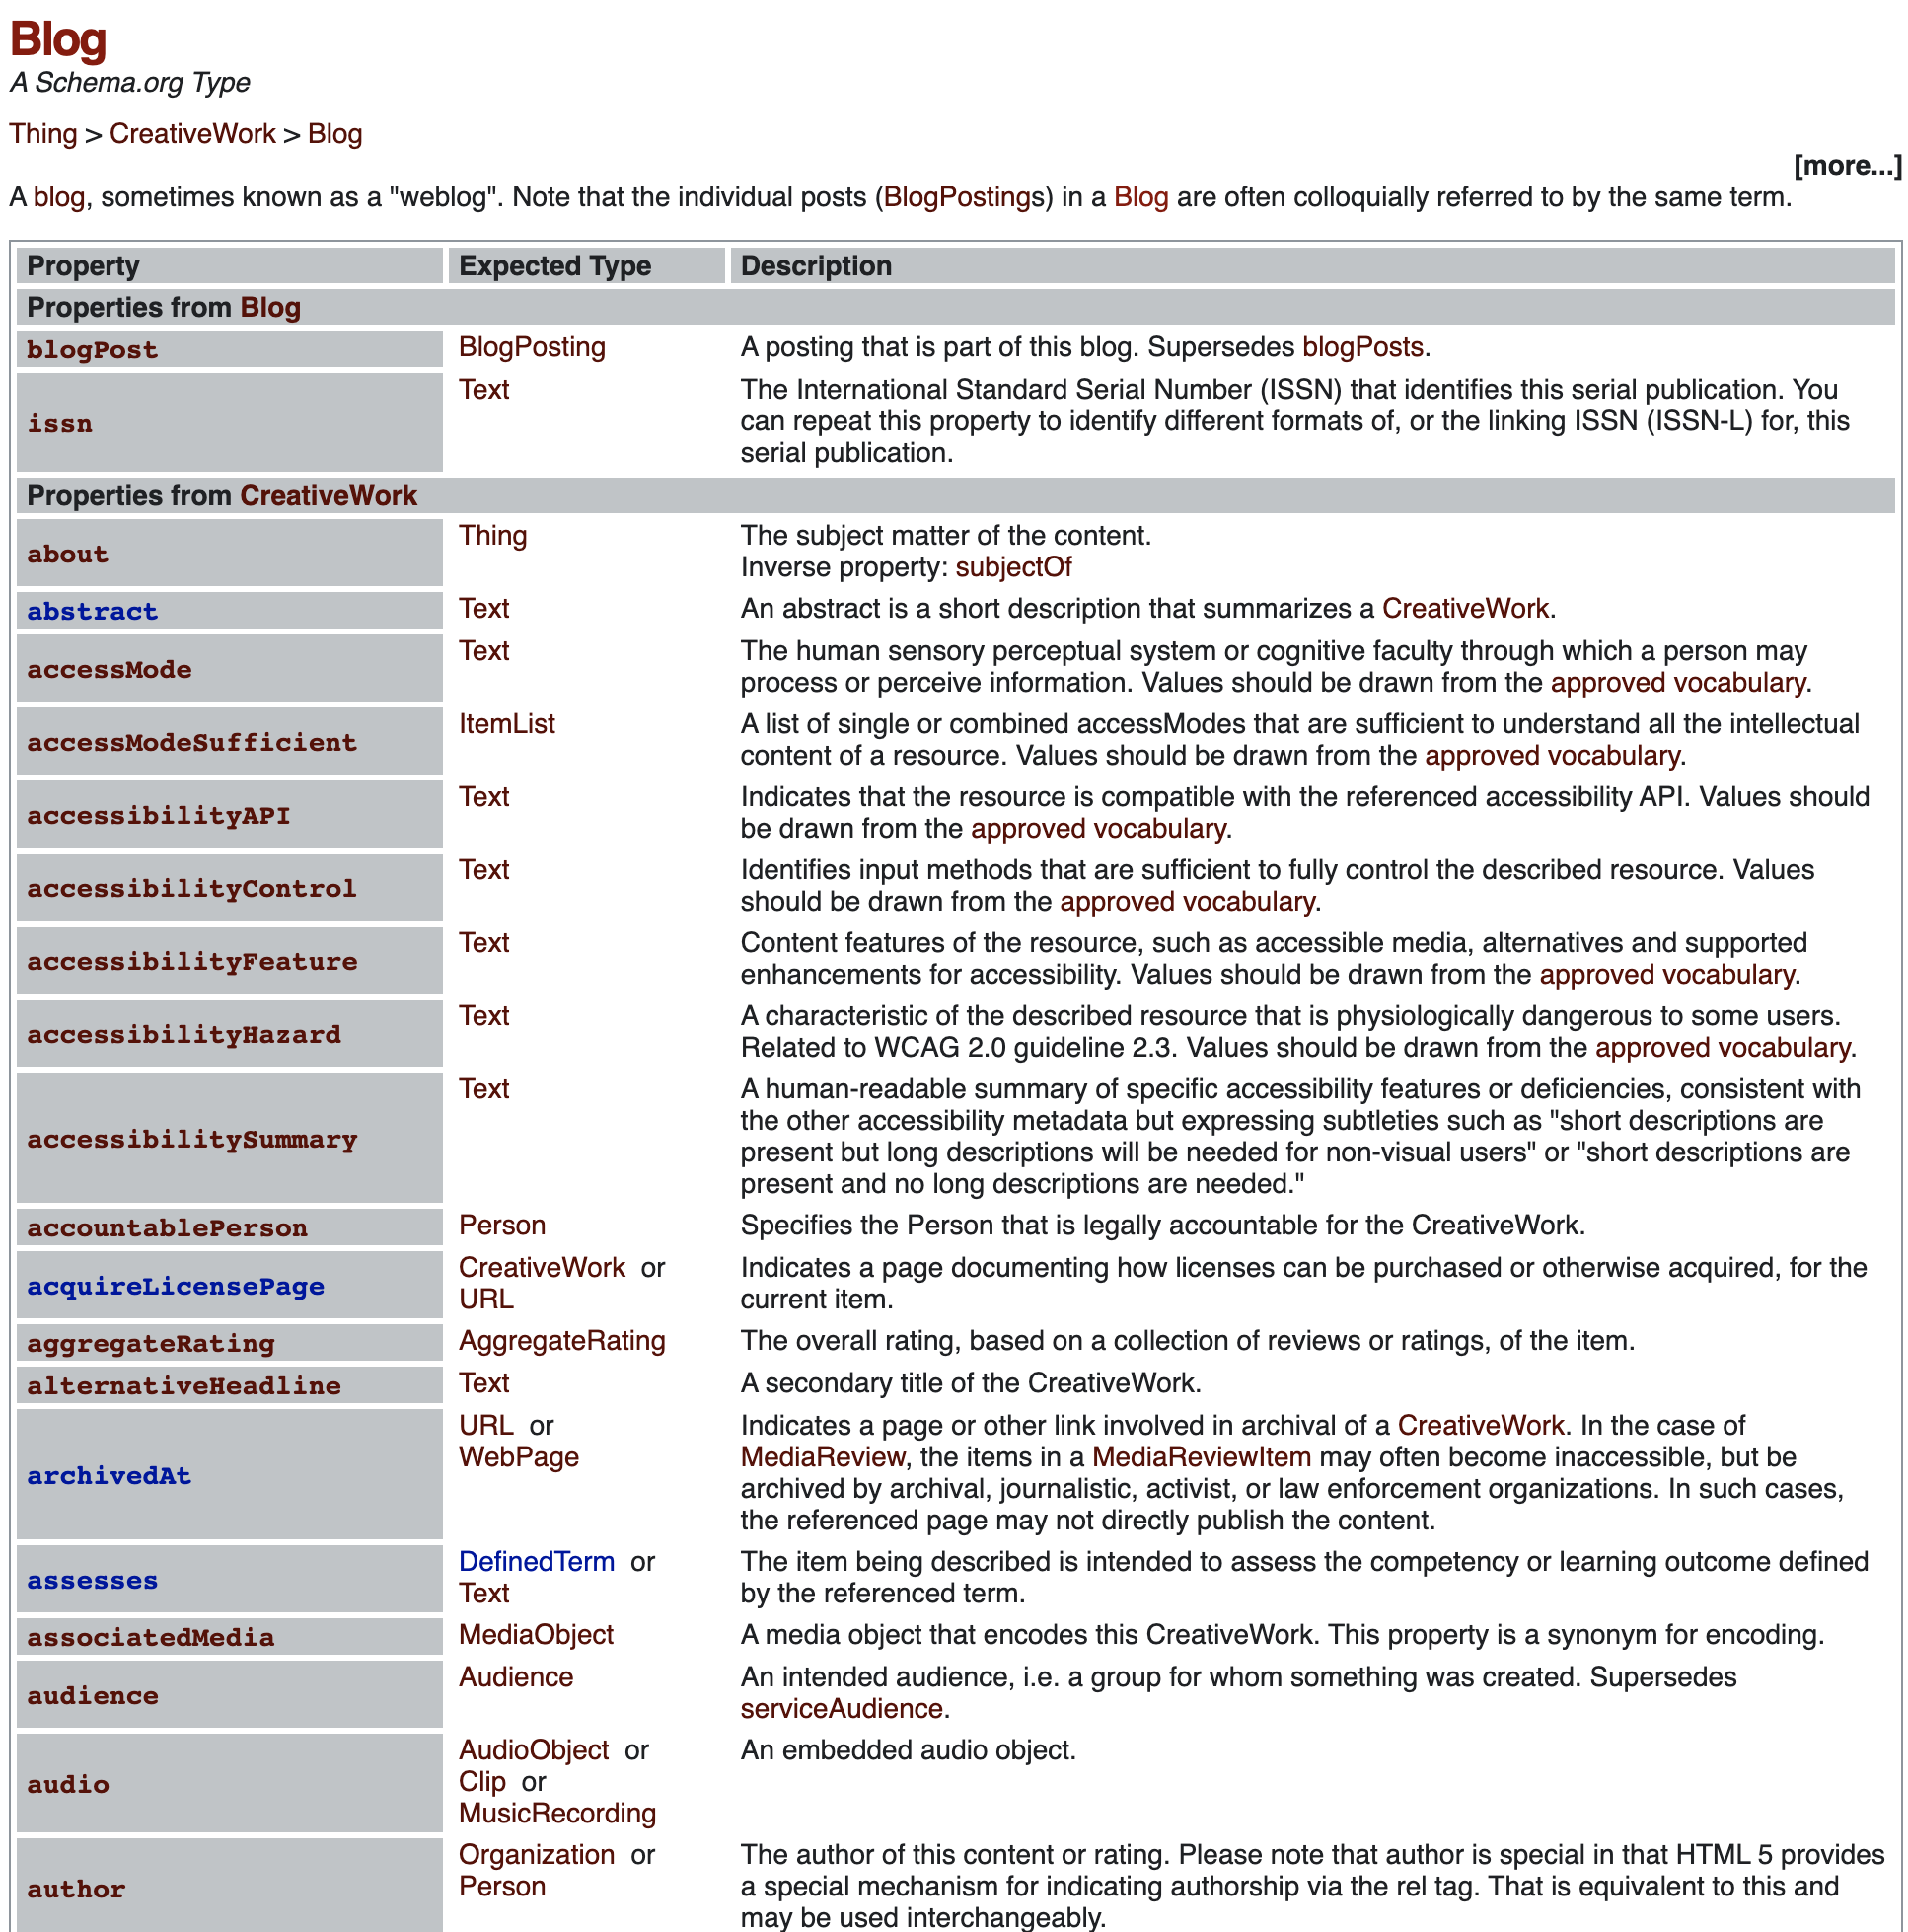 Blog
A Schema.org Type
Thing > CreativeWork > Blog
[more...]
A blog, sometimes known as a "weblog". Note that the individual posts (BlogPostings) in a Blog are often colloquially referred to by the same term.
Property Expected Type Description
Properties from Blog
blogPost BlogPosting A posting that is part of this blog. Supersedes blogPosts.
issn Text The International Standard Serial Number (ISSN) that identifies this serial publication. You
can repeat this property to identify different formats of, or the linking ISSN (ISSN-L) for, this
serial publication.
Properties from CreativeWork
about Thing The subject matter of the content.
Inverse property: subjectOf
abstract Text An abstract is a short description that summarizes a CreativeWork.
accessMode Text The human sensory perceptual system or cognitive faculty through which a person may
process or perceive information. Values should be drawn from the approved vocabulary.
accessModeSufficient ItemList A list of single or combined accessModes that are sufficient to understand all the intellectual
content of a resource. Values should be drawn from the approved vocabulary.
accessibilityAPI Text Indicates that the resource is compatible with the referenced accessibility API. Values should
be drawn from the approved vocabulary.
accessibilityControl Text Identifies input methods that are sufficient to fully control the described resource. Values
should be drawn from the approved vocabulary.
accessibilityFeature Text Content features of the resource, such as accessible media, alternatives and supported
enhancements for accessibility. Values should be drawn from the approved vocabulary.
accessibilityHazard Text A characteristic of the described resource that is physiologically dangerous to some users.
Related to WCAG 2.0 guideline 2.3. Values should be drawn from the approved vocabulary.
accessibilitySummary Text A human-readable summary of specific accessibility features or deficiencies, consistent with
the other accessibility metadata but expressing subtleties such as "short descriptions are
present but long descriptions will be needed for non-visual users" or "short descriptions are
present and no long descriptions are needed."
accountablePerson Person Specifies the Person that is legally accountable for the CreativeWork.
acquireLicensePage CreativeWork or Indicates a page documenting how licenses can be purchased or otherwise acquired, for the
URL current item.
aggregateRating AggregateRating The overall rating, based on a collection of reviews or ratings, of the item.
alternativeHeadline Text A secondary title of the CreativeWork.
archivedAt URL or Indicates a page or other link involved in archival of a CreativeWork. In the case of
WebPage MediaReview, the items in a MediaReviewItem may often become inaccessible, but be
archived by archival, journalistic, activist, or law enforcement organizations. In such cases,
the referenced page may not directly publish the content.
assesses DefinedTerm or The item being described is intended to assess the competency or learning outcome defined
Text by the referenced term.
associatedMedia MediaObject A media object that encodes this CreativeWork. This property is a synonym for encoding.
audience Audience An intended audience, i.e. a group for whom something was created. Supersedes
serviceAudience.
audio AudioObject or An embedded audio object.
Clip or
MusicRecording
author Organization or The author of this content or rating. Please note that author is special in that HTML 5 provides
Person a special mechanism for indicating authorship via the rel tag. That is equivalent to this and
may be used interchangeably.